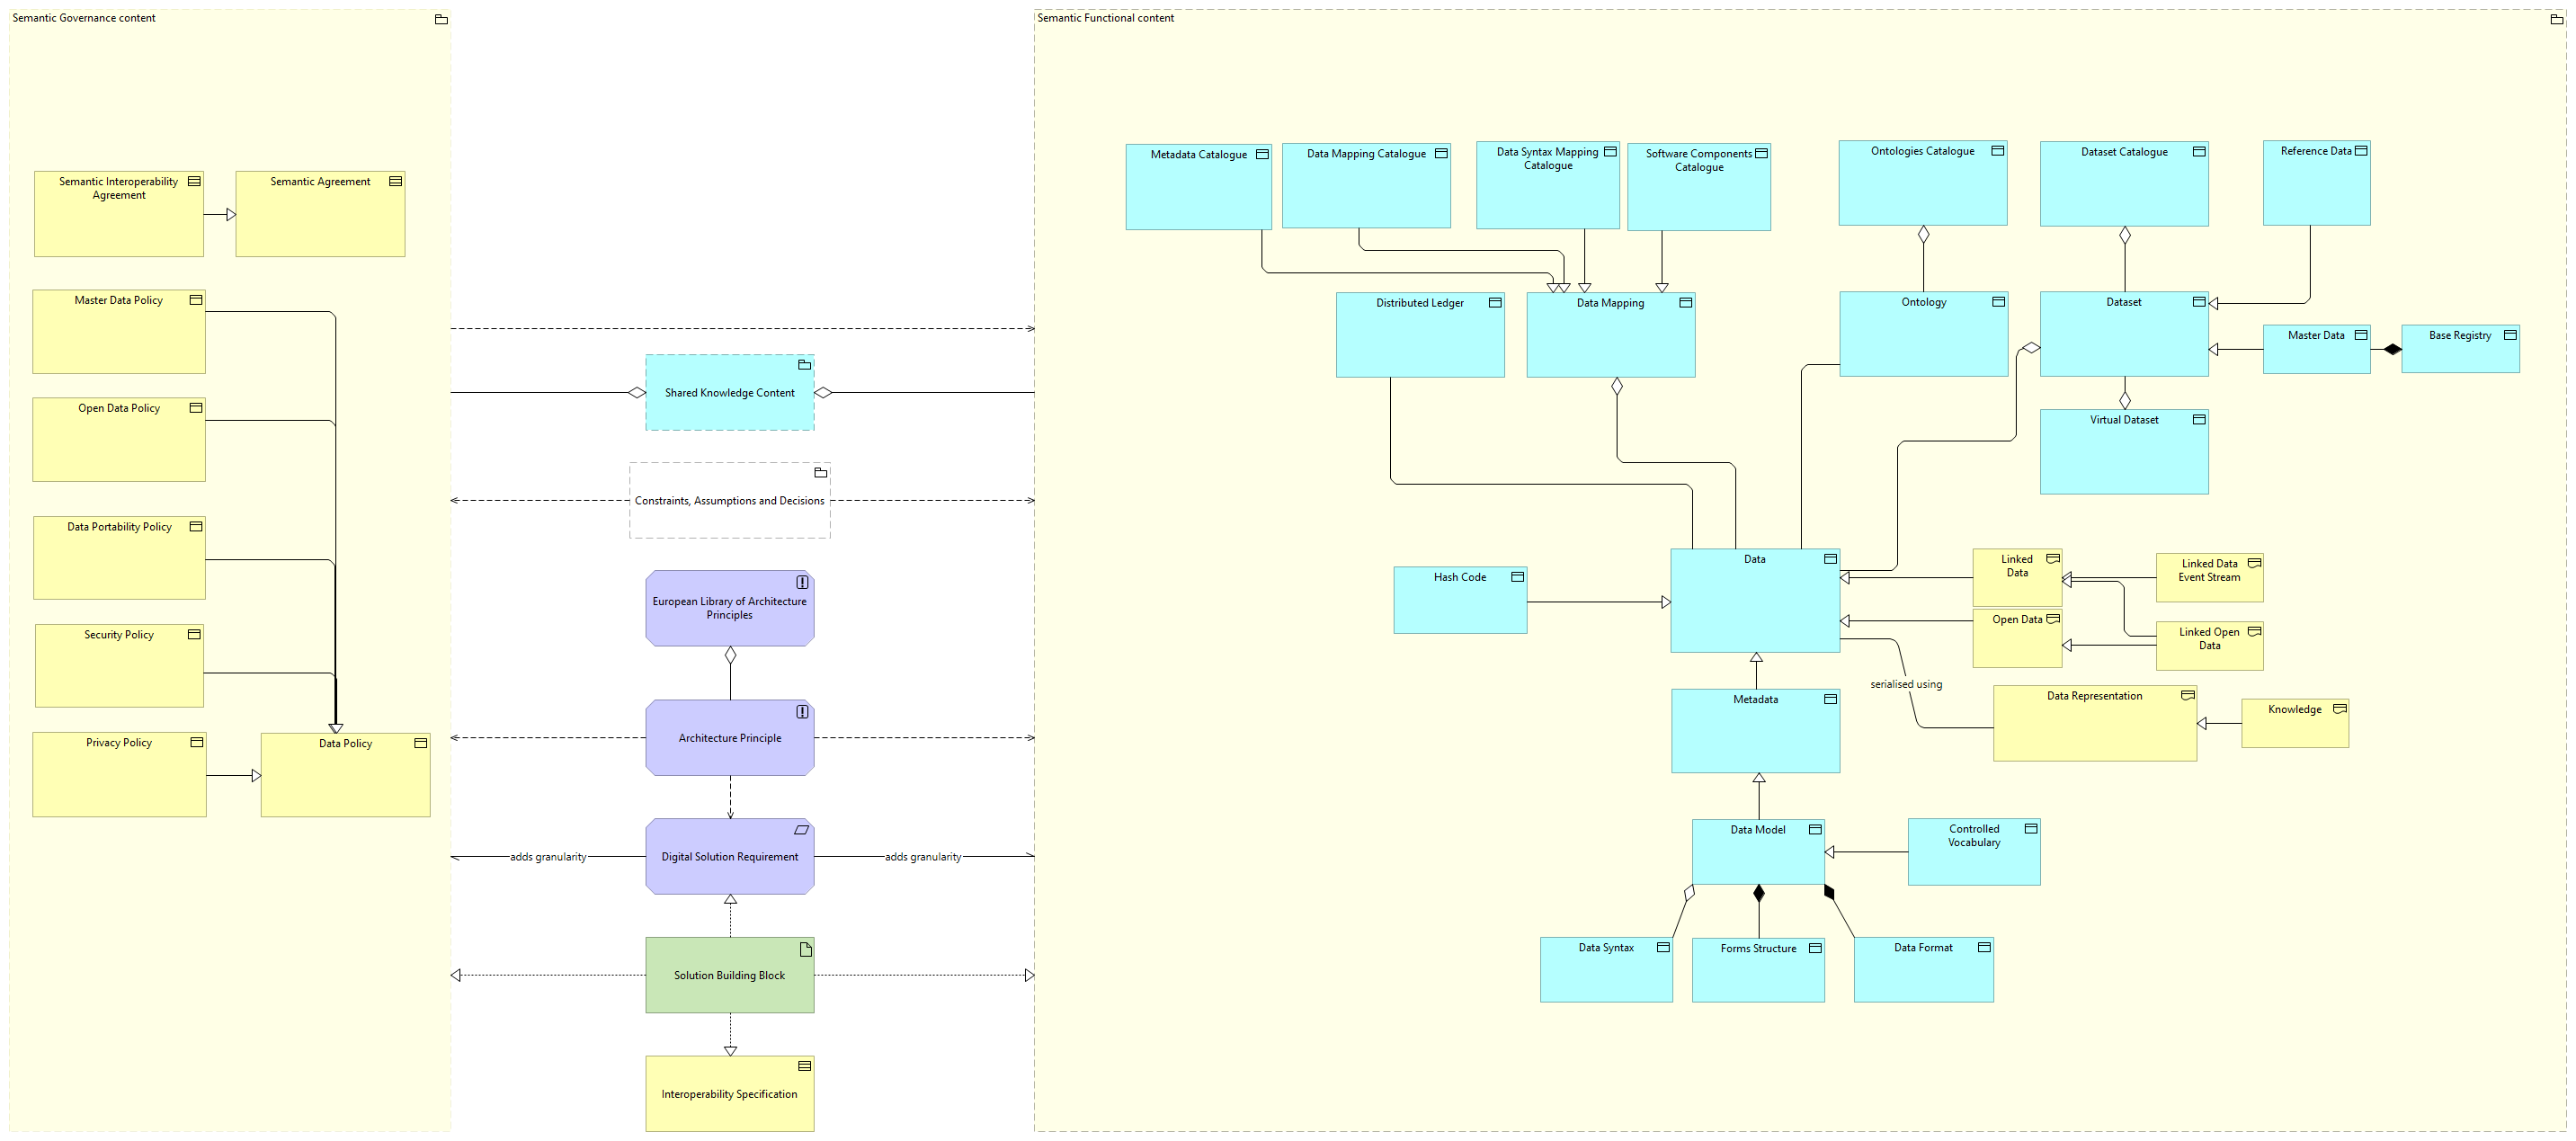 Semantic Governance content
Semantic Interoperability
Agreement
Semantic Agreement
Master Data Policy
Open Data Policy
Data Portability Policy
Security Policy
Privacy Policy
Data Policy
Shared Knowledge Content
Constraints, Assumptions and Decisions
European Library of Architecture
Principles
Architecture Principle
adds granularity
Digital Solution Requirement
adds granularity
Solution Building Block
Interoperability Specification
Semantic Functional content
Metadata Catalogue
Data Mapping Catalogue
Data Syntax Mapping
Catalogue
Software Components
Catalogue
Ontologies Catalogue
Dataset Catalogue
Reference Data
Distributed Ledger
Data Mapping
Ontology
Dataset
Master Data
Base Registry
Virtual Dataset
Hash Code
Data
Linked
Data
Linked Data
Event Stream
Open Data
Linked Open
Data
serialised using
Metadata
Data Representation
Knowledge
Data Model
Controlled
Vocabulary
Data Syntax
Forms Structure
Data Format